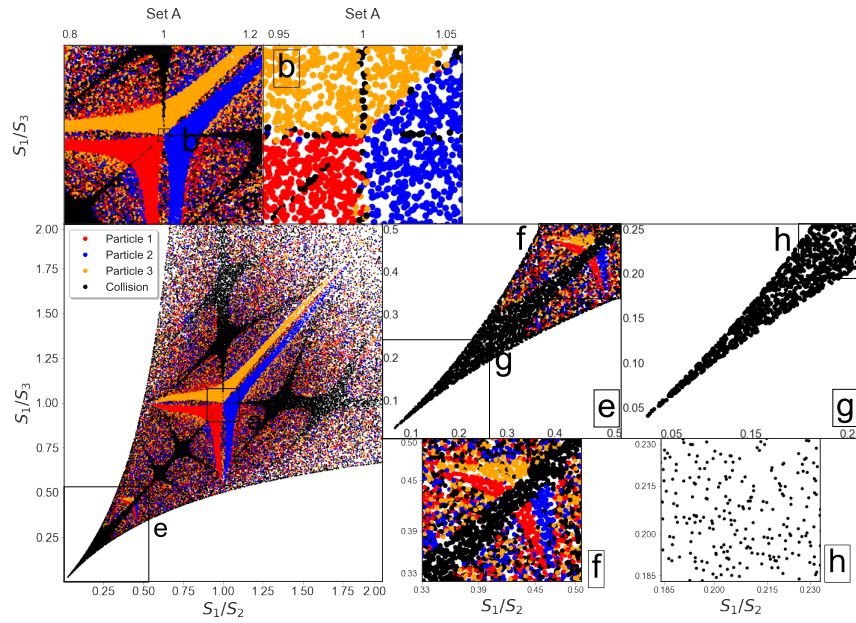 Set A
Set A
0.8 1 1.2
0.95 1 1.05
S1/S3
b
b
a
2.00
1.75
1.50
1.25
1.00
0.75
0.50
0.25
S1/S3
Particle 1
Particle 2
Particle 3
Collision
a
e
0.25 0.50 0.75 1.00 1.25 1.50 1.75 2.00
S1/S2
0.5
0.4
0.3
0.2
0.1
f
g
e
0.1 0.2 0.3 0.4 0.5
0.25
0.20
0.15
0.10
0.05
h
g
0.05 0.15 0.2
0.50
0.45
0.39
0.33
f
0.33 0.39 0.45 0.50
S1/S2
0.230
0.215
0.200
0.185
h
0.185 0.200 0.215 0.230
S1/S2